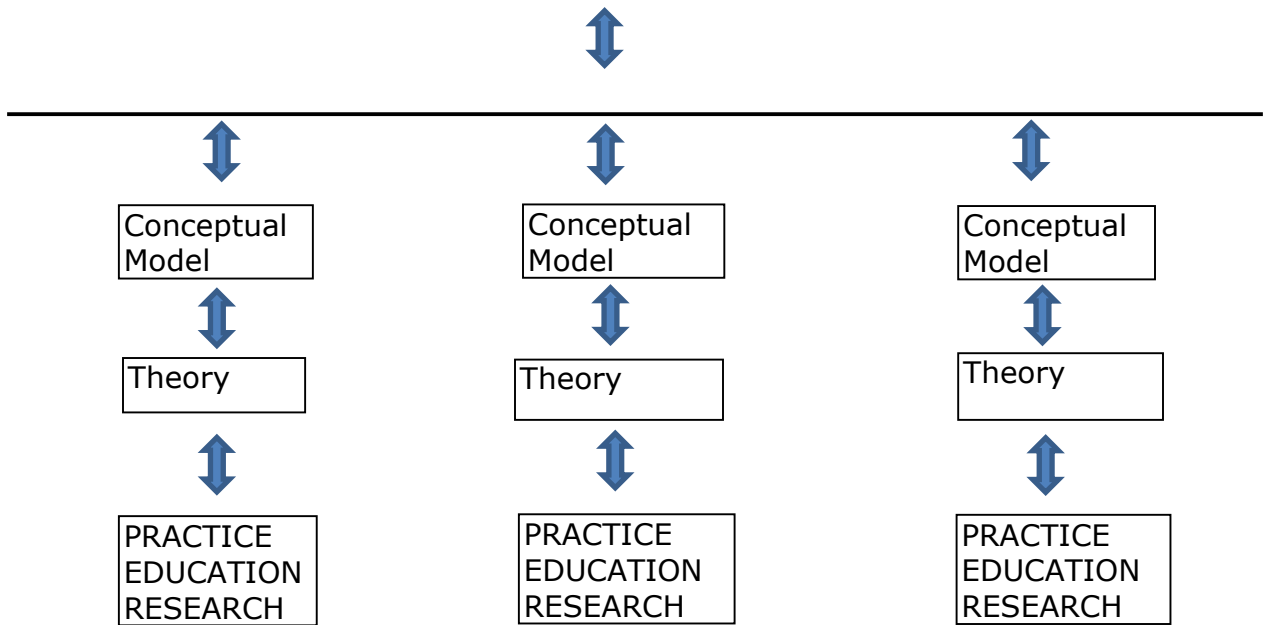 Conceptual
Model
Conceptual
Model
Conceptual
Model
Theory
Theory
Theory
PRACTICE
EDUCATION
RESEARCH
PRACTICE
EDUCATION
RESEARCH
PRACTICE
EDUCATION
RESEARCH